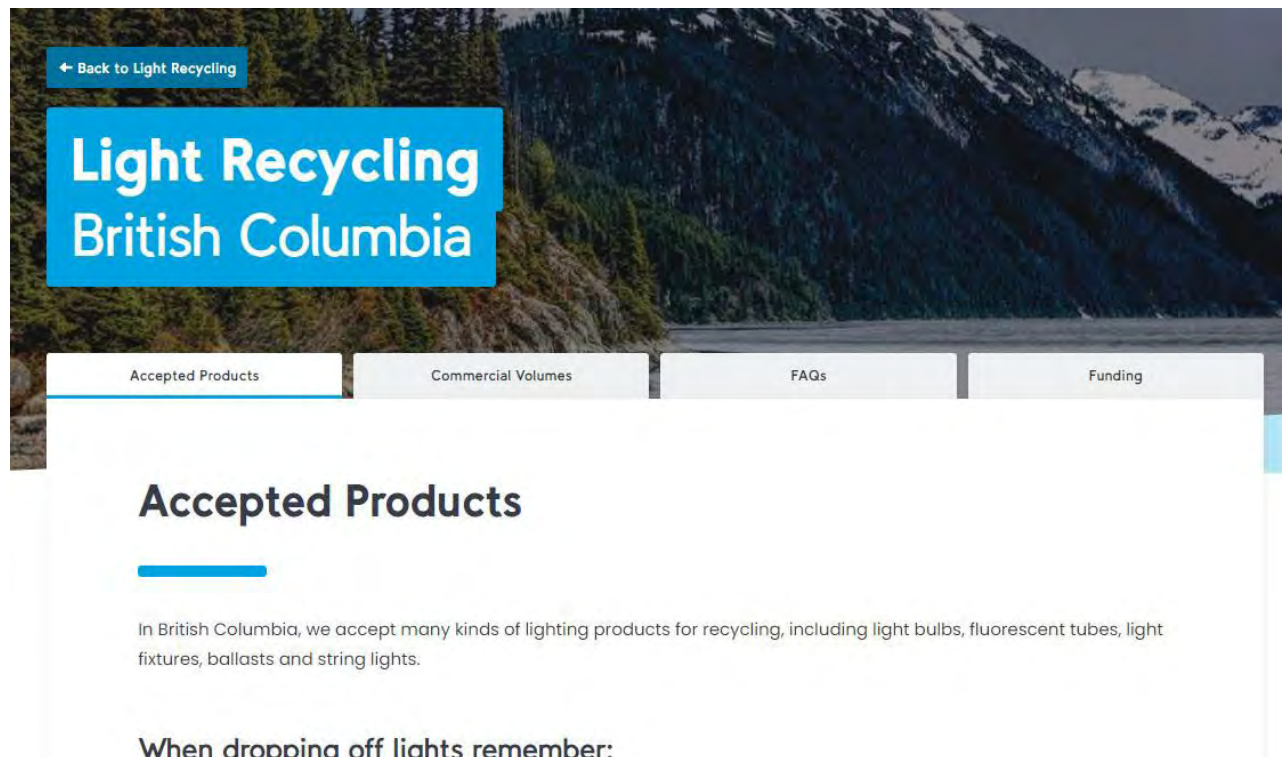 ← Back to Light Recycling
Light Recycling
British Columbia
Accepted Products
Commercial Volumes
FAQs
Funding
Accepted Products
In British Columbia, we accept many kinds of lighting products for recycling, including light bulbs, fluorescent tubes, light
fixtures, ballasts and string lights.
When dropping off lights remember: